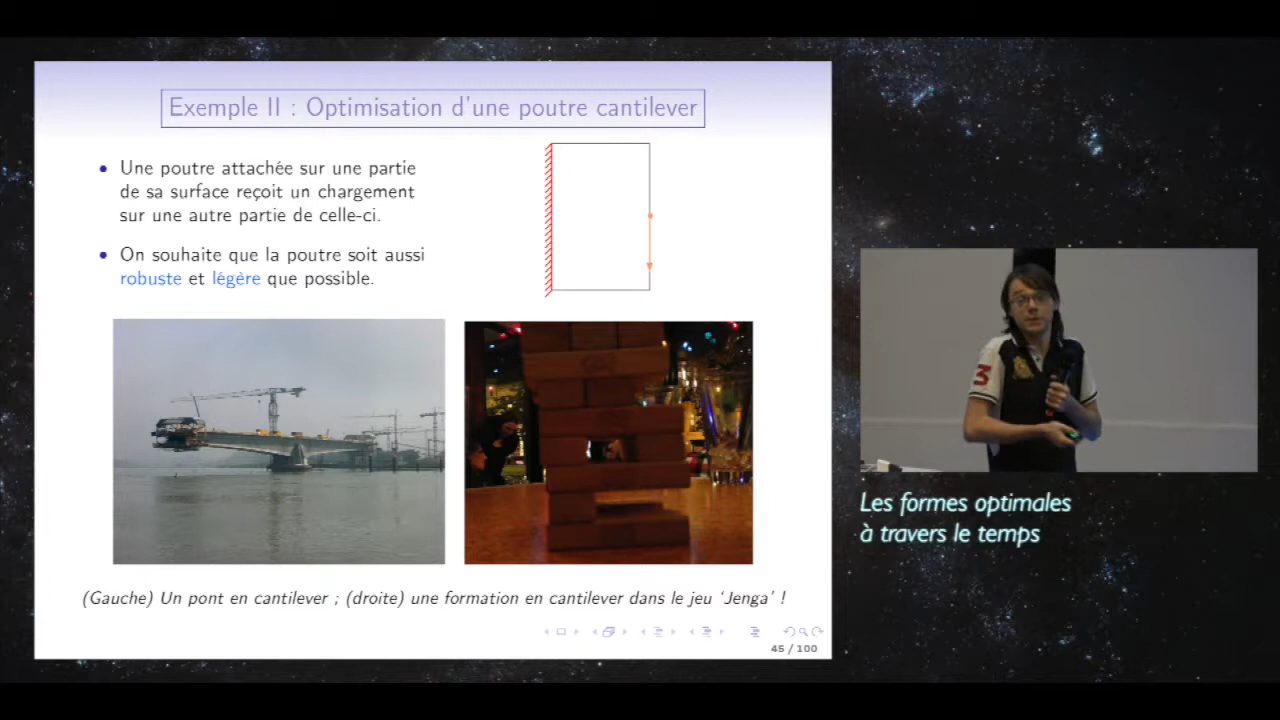 Exemple II : Optimisation d'une poutre cantilever
• Une poutre attachée sur une partie
de sa surface reçoit un chargement
sur une autre partie de celle-ci.
• On souhaite que la poutre soit aussi
robuste et légère que possible.
(Gauche) Un pont en cantilever ; (droite) une formation en cantilever dans le jeu ‘Jenga’ !
45 / 100
3
Les formes optimales
à travers le temps